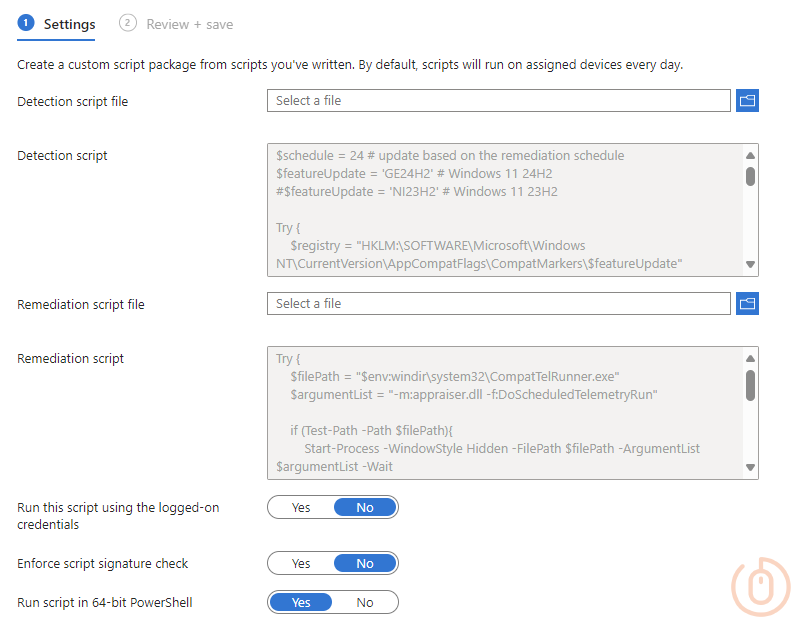 1 Settings 2 Review + save
Create a custom script package from scripts you've written. By default, scripts will run on assigned devices every day.
Detection script file Select a file
Detection script
$schedule = 24 # update based on the remediation schedule
$featureUpdate = 'GE24H2' # Windows 11 24H2
#$featureUpdate = 'NI23H2' # Windows 11 23H2
Try {
$registry = "HKLM:\SOFTWARE\Microsoft\Windows
NT\CurrentVersion\AppCompatFlags\CompatMarkers\$featureUpdate"
Remediation script file Select a file
Remediation script
Try {
$filePath = "$env:windir\system32\CompatTelRunner.exe"
$argumentList = "-m:appraiser.dll -f:DoScheduledTelemetryRun"
if (Test-Path -Path $filePath){
Start-Process -WindowStyle Hidden -FilePath $filePath -ArgumentList
$argumentList -Wait
Run this script using the logged-on
credentials
Yes No
Enforce script signature check Yes No
Run script in 64-bit PowerShell Yes No